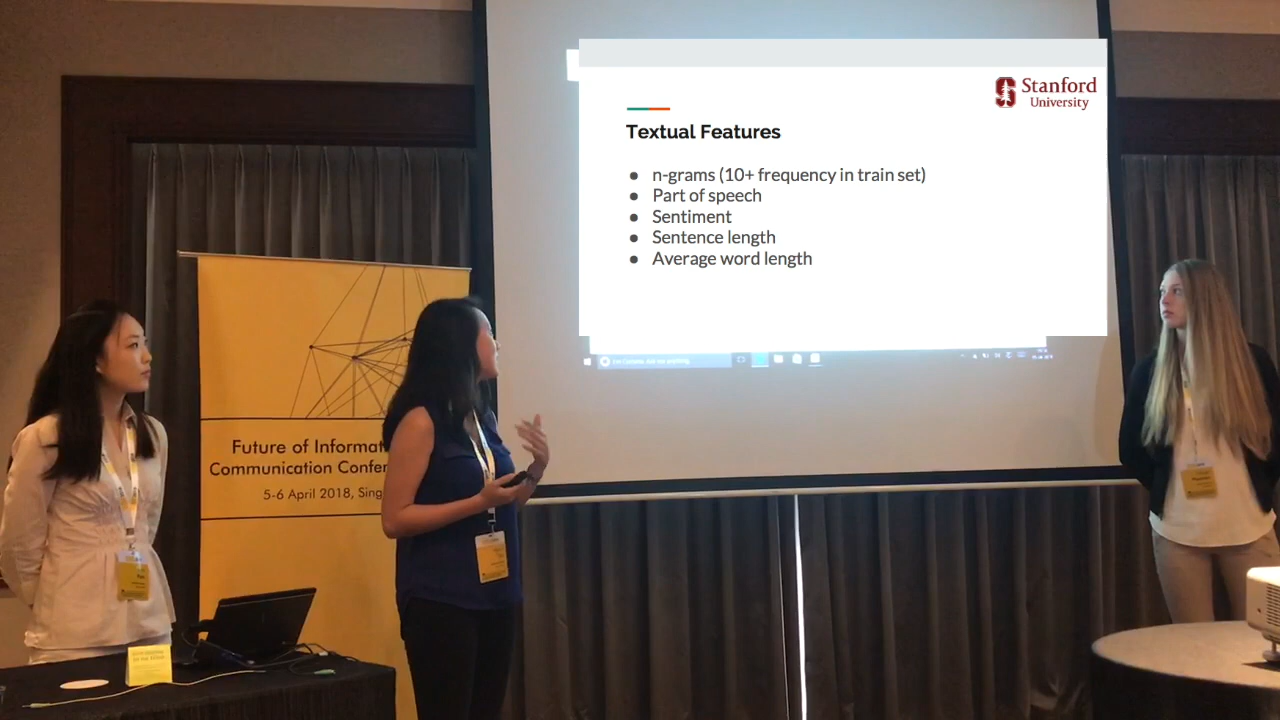 Stanford
University
Textual Features
● n-grams (10+ frequency in train set)
● Part of speech
● Sentiment
● Sentence length
● Average word length
Future of Informat
Communication Confer
5-6 April 2018, Sing